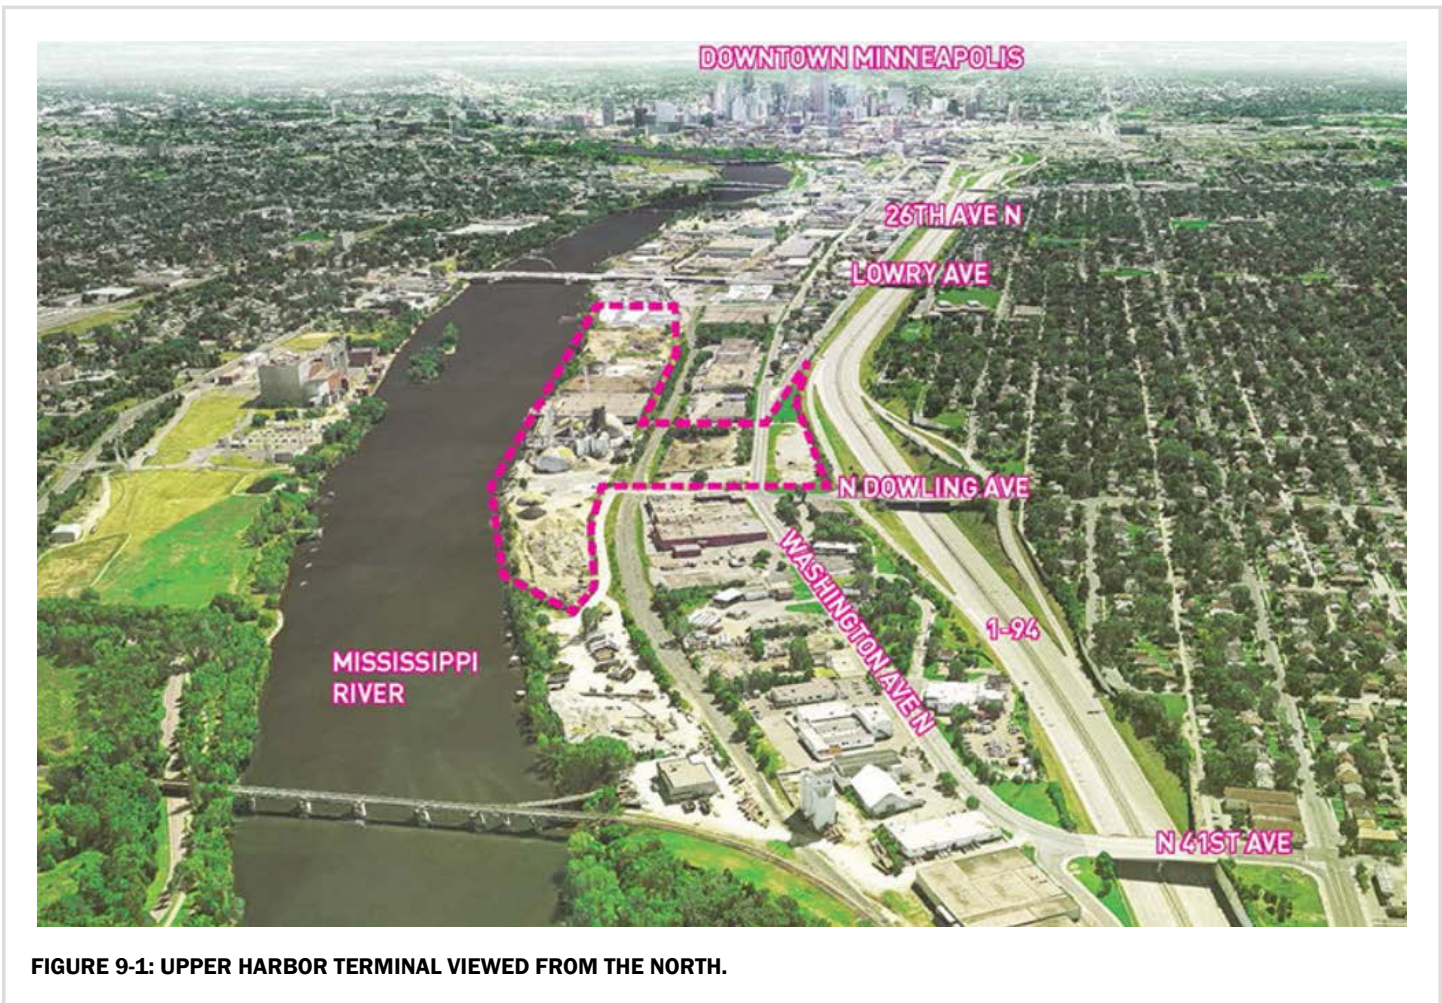 DOWNTOWN MINNEAPOLIS
26TH AVE N
LOWRY AVE
N DOWLING AVE
WASHINGTON AVE N
1-94
MISSISSIPPI
RIVER
N 41ST AVE
FIGURE 9-1: UPPER HARBOR TERMINAL VIEWED FROM THE NORTH.